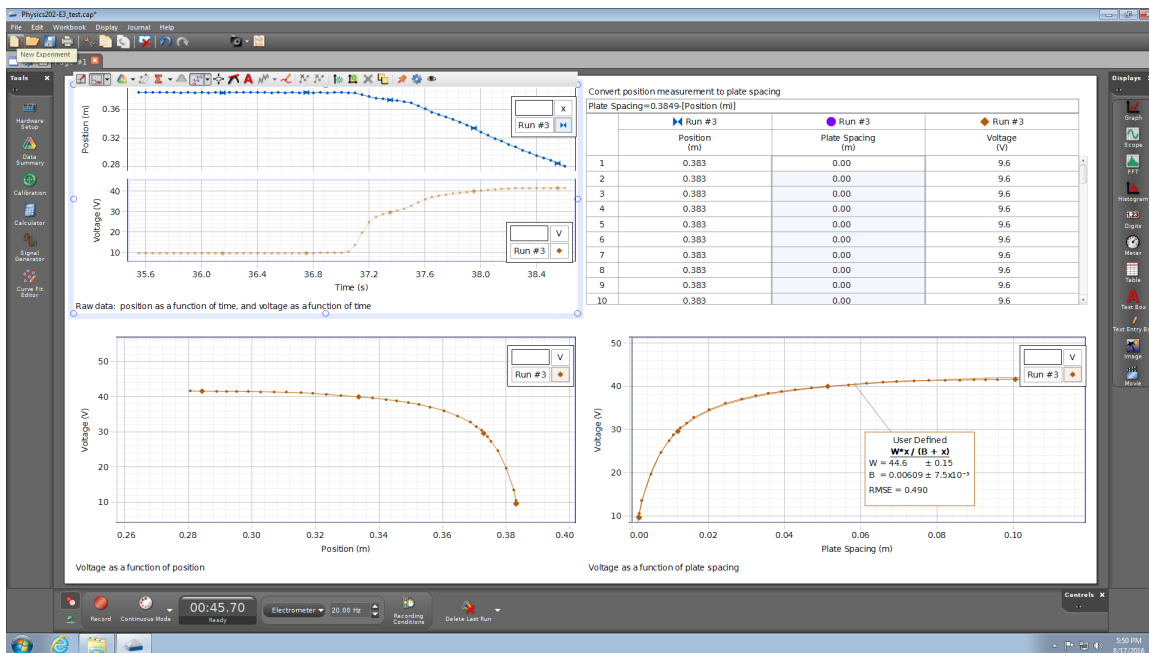 Physics202-E3_test.cap*
File Edit Workbook Display Journal Help
New Experiment
#1
Tools
Hardware
Setup
Data
Summary
Calibration
Calculator
Signal
Generator
Curve Fit
Editor
Position (m)
0.36
0.32
0.28
x
Run #3
Voltage (V)
40
30
20
10
V
Run #3
35.6 36.0 36.4 36.8 37.2 37.6 38.0 38.4
Time (s)
Raw data: position as a function of time, and voltage as a function of time
Convert position measurement to plate spacing
Plate Spacing=0.3849-[Position (m)]
Run #3 Run #3 Run #3
Position Plate Spacing Voltage
(m) (m) (V)
1 0.383 0.00 9.6
2 0.383 0.00 9.6
3 0.383 0.00 9.6
4 0.383 0.00 9.6
5 0.383 0.00 9.6
6 0.383 0.00 9.6
7 0.383 0.00 9.6
8 0.383 0.00 9.6
9 0.383 0.00 9.6
10 0.383 0.00 9.6
Displays
Graph
Scope
FFT
Histogram
1.23
Digits
Meter
Table
Text Box
Text Entry B
Image
Movie
Voltage (V)
50
40
30
20
10
V
Run #3
0.26 0.28 0.30 0.32 0.34 0.36 0.38 0.40
Position (m)
Voltage as a function of position
Voltage (V)
50
40
30
20
10
V
Run #3
User Defined
W*x / (B + x)
W = 44.6 ± 0.15
B = 0.00609 ± 7.5x10⁻⁵
RMSE = 0.490
0.00 0.02 0.04 0.06 0.08 0.10
Plate Spacing (m)
Voltage as a function of plate spacing
Record
Continuous Mode
00:45.70
Ready
Electrometer
20.00 Hz
Recording
Conditions
Delete Last Run
Controls
5:50 PM
8/17/2016